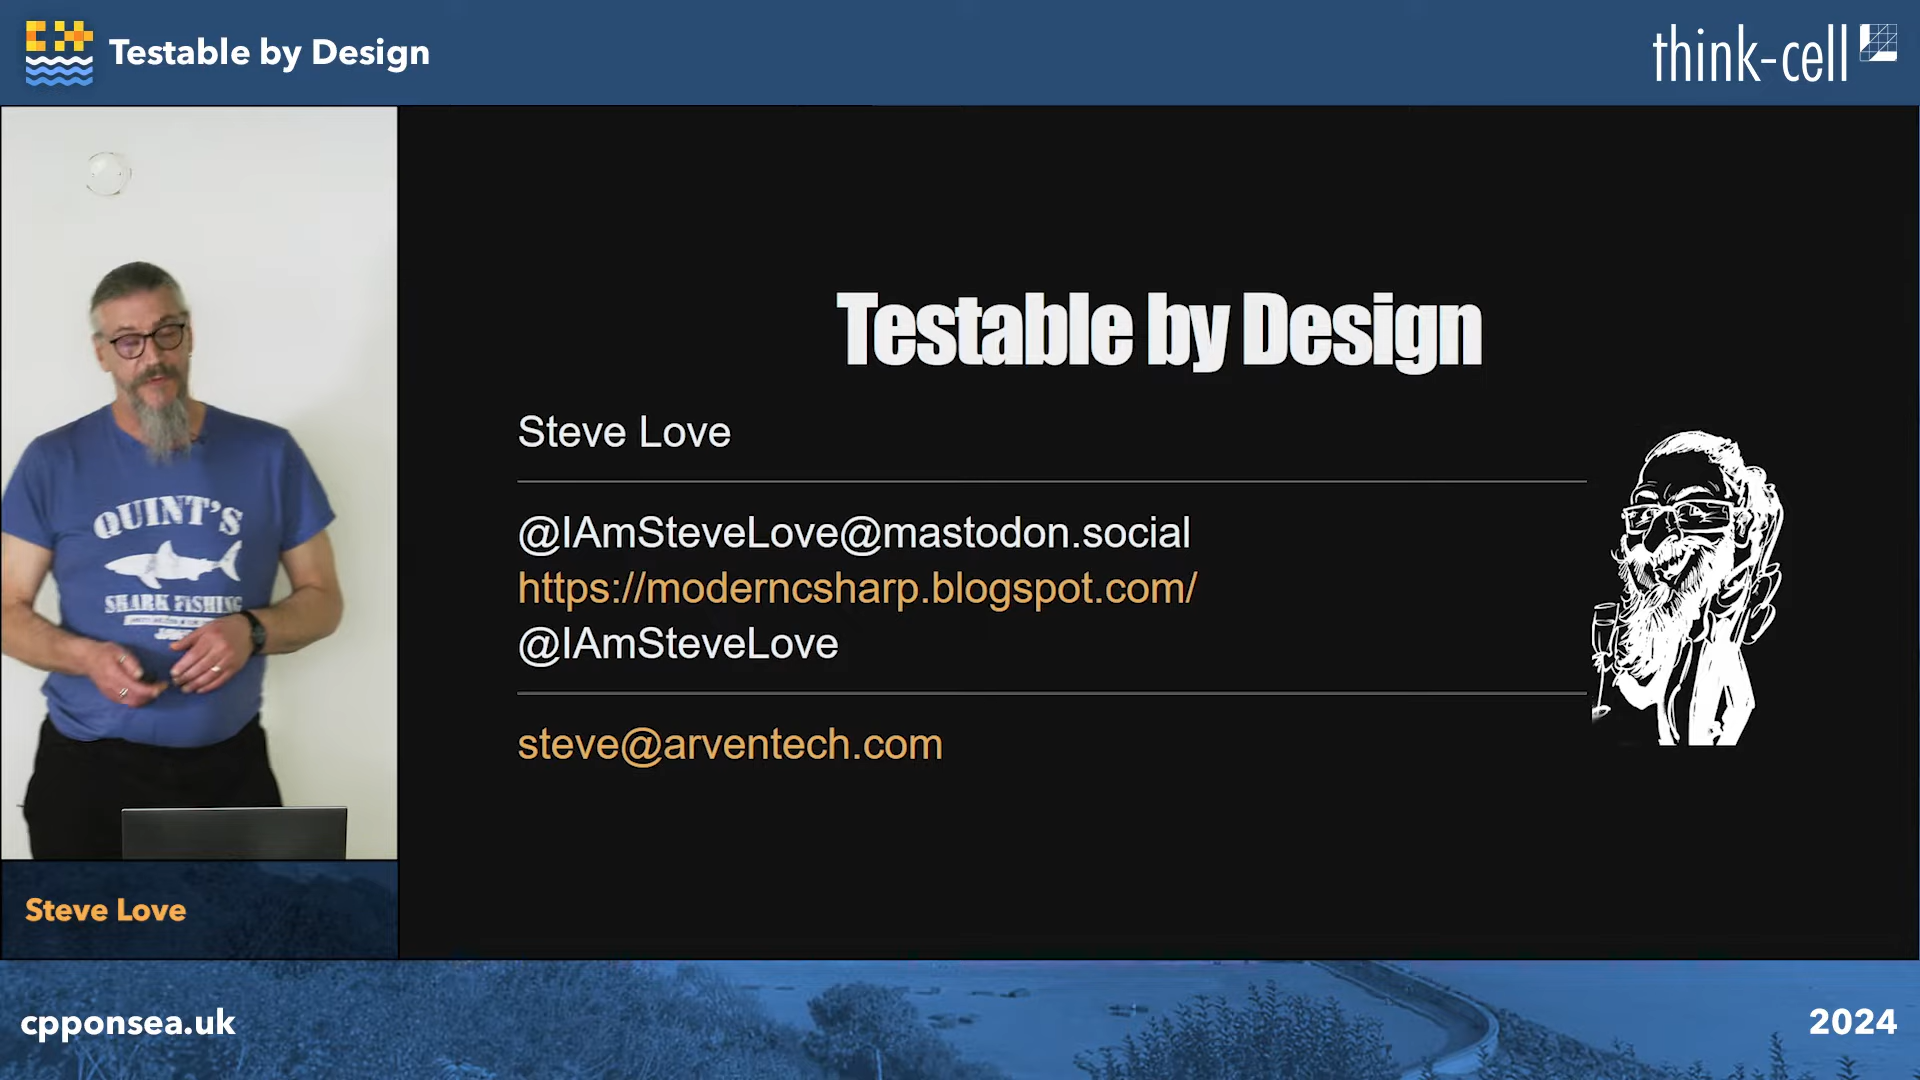 Testable by Design
think-cell
Testable by Design
Steve Love
@IAmSteveLove@mastodon.social
https://moderncsharp.blogspot.com/
@IAmSteveLove
steve@arventech.com
QUINT'S
SHARK FISHING
Steve Love
cpponsea.uk
2024